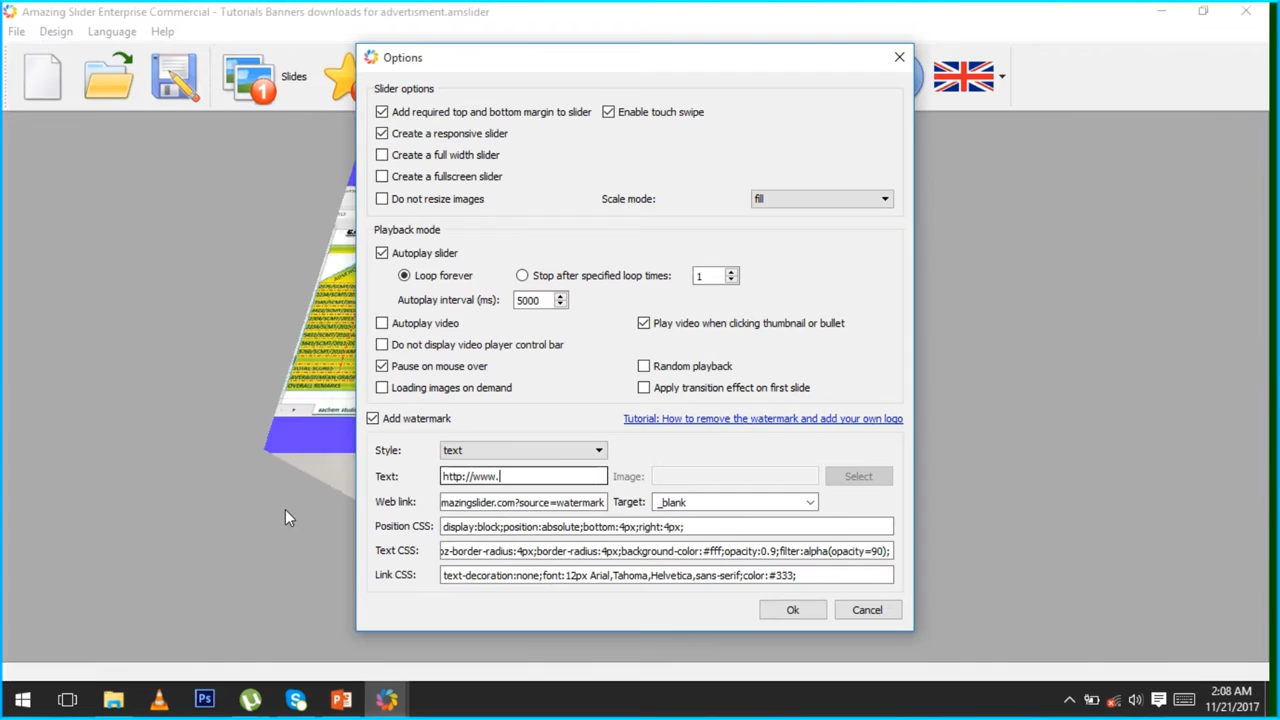 Amazing Slider Enterprise Commercial - Tutorials Banners downloads for advertisment.amslider
File Design Language Help
Slides
1
Options
Slider options
Add required top and bottom margin to slider Enable touch swipe
Create a responsive slider
Create a full width slider
Create a fullscreen slider
Do not resize images Scale mode: fill
Playback mode
Autoplay slider
Loop forever Stop after specified loop times: 1
Autoplay interval (ms): 5000
Autoplay video Play video when clicking thumbnail or bullet
Do not display video player control bar
Pause on mouse over Random playback
Loading images on demand Apply transition effect on first slide
Add watermark Tutorial: How to remove the watermark and add your own logo
Style: text
Text: http://www. Image: Select
Web link: mazingslider.com?source=watermark Target: _blank
Position CSS: display:block;position:absolute;bottom:4px;right:4px;
Text CSS: oz-border-radius:4px;border-radius:4px;background-color:#fff;opacity:0.9;filter:alpha(opacity=90);
Link CSS: text-decoration:none;font:12px Arial,Tahoma,Helvetica,sans-serif;color:#333;
Ok Cancel
OVERALL REMARKS
Ps
2:08 AM
11/21/2017